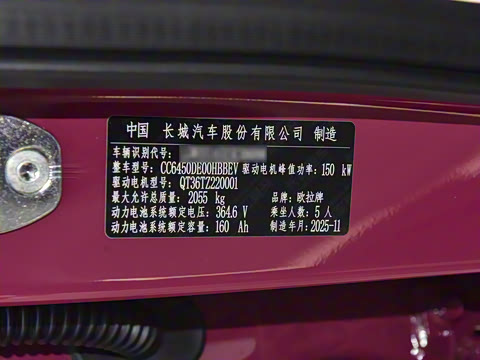 中国 长城汽车股份有限公司 制造
车辆识别代号:
整车型号: CC6450DE00HBBEV 驱动电机峰值功率: 150 kW
驱动电机型号: QT36TZ220001
最大允许总质量: 2055 kg 品牌: 欧拉牌
动力电池系统额定电压: 364.6 V 乘坐人数: 5 人
动力电池系统额定容量: 160 Ah 制造年月: 2025-11